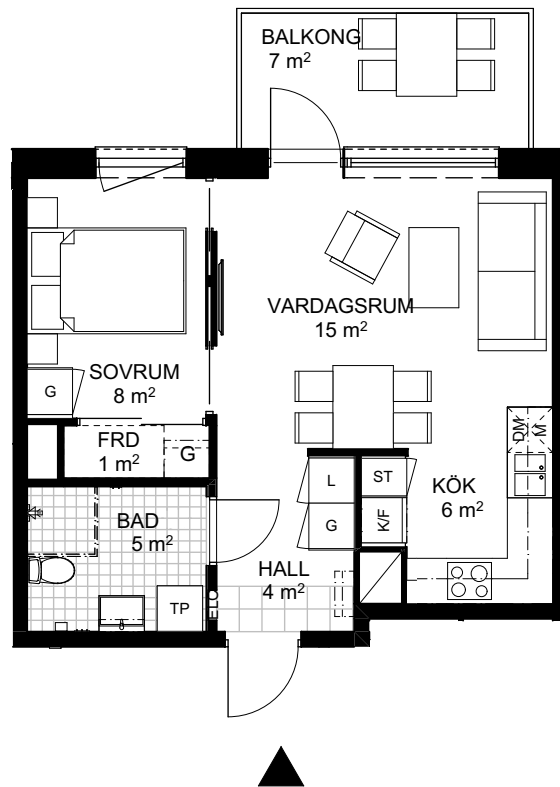 BALKONG
7 m²
VARDAGSRUM
15 m²
SOVRUM
8 m²
G
FRD
1 m²
G
DM
M
L
ST
G
K/F
KÖK
6 m²
BAD
5 m²
HALL
4 m²
TP
ELC